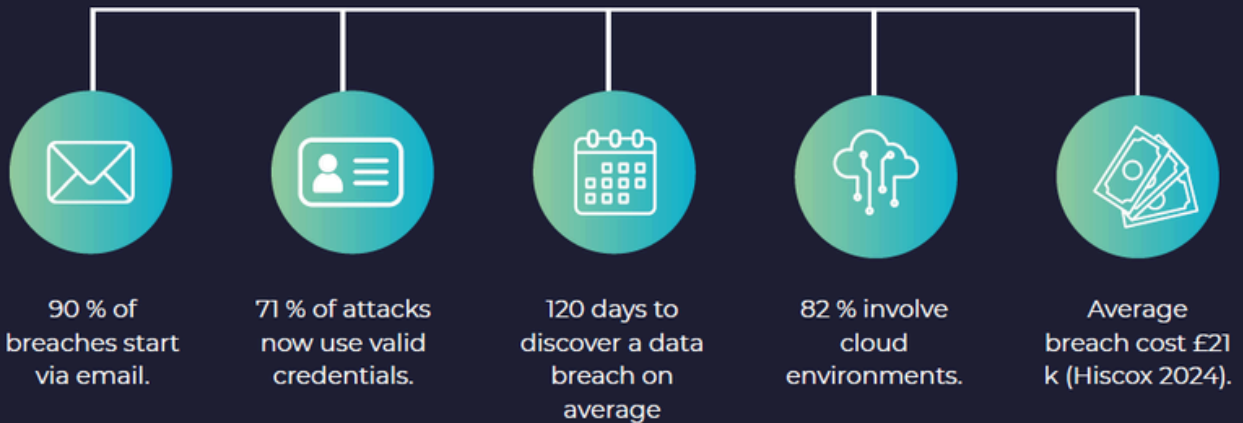 90 % of
breaches start
via email.
71 % of attacks
now use valid
credentials.
120 days to
discover a data
breach on
average
82 % involve
cloud
environments.
Average
breach cost £21
k (Hiscox 2024).